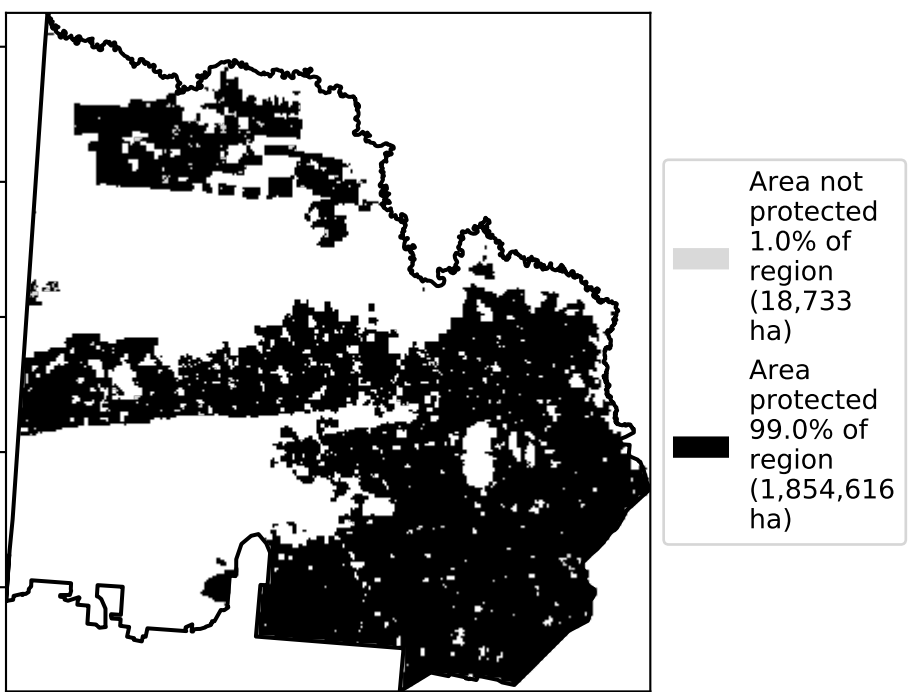 Area not
protected
1.0% of
region
(18,733
ha)
Area
protected
99.0% of
region
(1,854,616
ha)